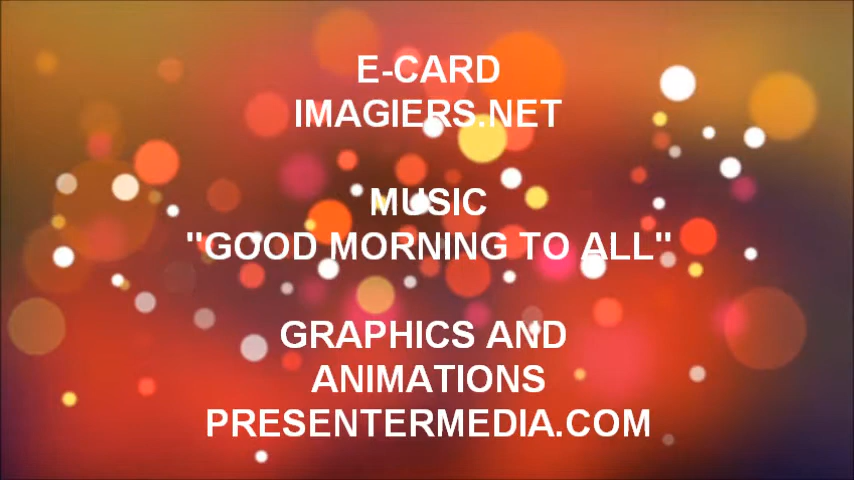 E-CARD
IMAGIERS.NET
MUSIC
"GOOD MORNING TO ALL"
GRAPHICS AND
ANIMATIONS
PRESENTERMEDIA.COM